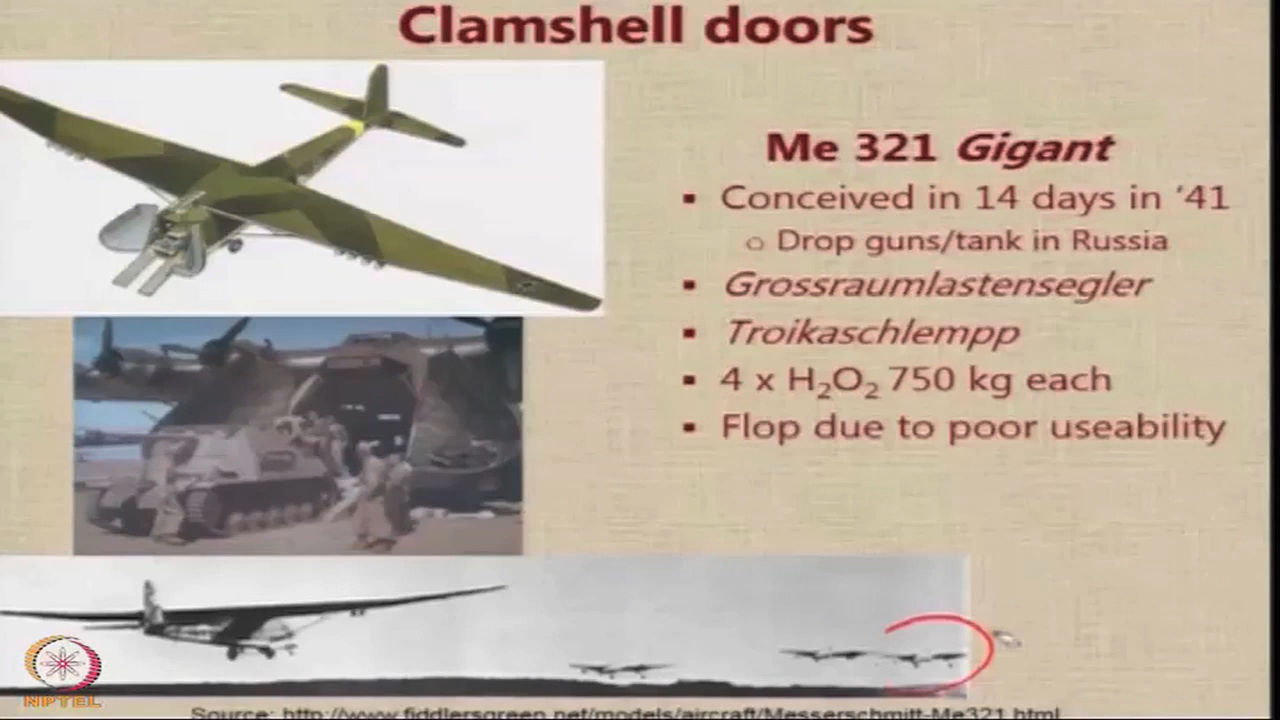 Clamshell doors
Me 321 Gigant
▪ Conceived in 14 days in ‘41
o Drop guns/tank in Russia
▪ Grossraumlastensegler
▪ Troikaschlempp
▪ 4 x H₂O₂ 750 kg each
▪ Flop due to poor useability
NPTEL
Source: http://www.fiddlersgreen.net/models/aircraft/Messerschmitt-Me321.html